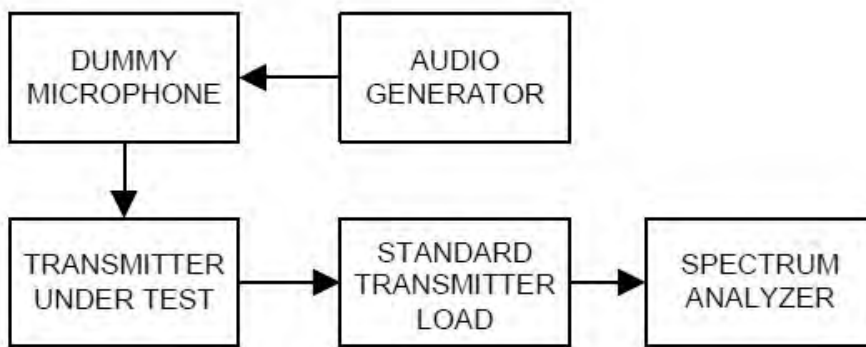 DUMMY
MICROPHONE
AUDIO
GENERATOR
TRANSMITTER
UNDER TEST
STANDARD
TRANSMITTER
LOAD
SPECTRUM
ANALYZER